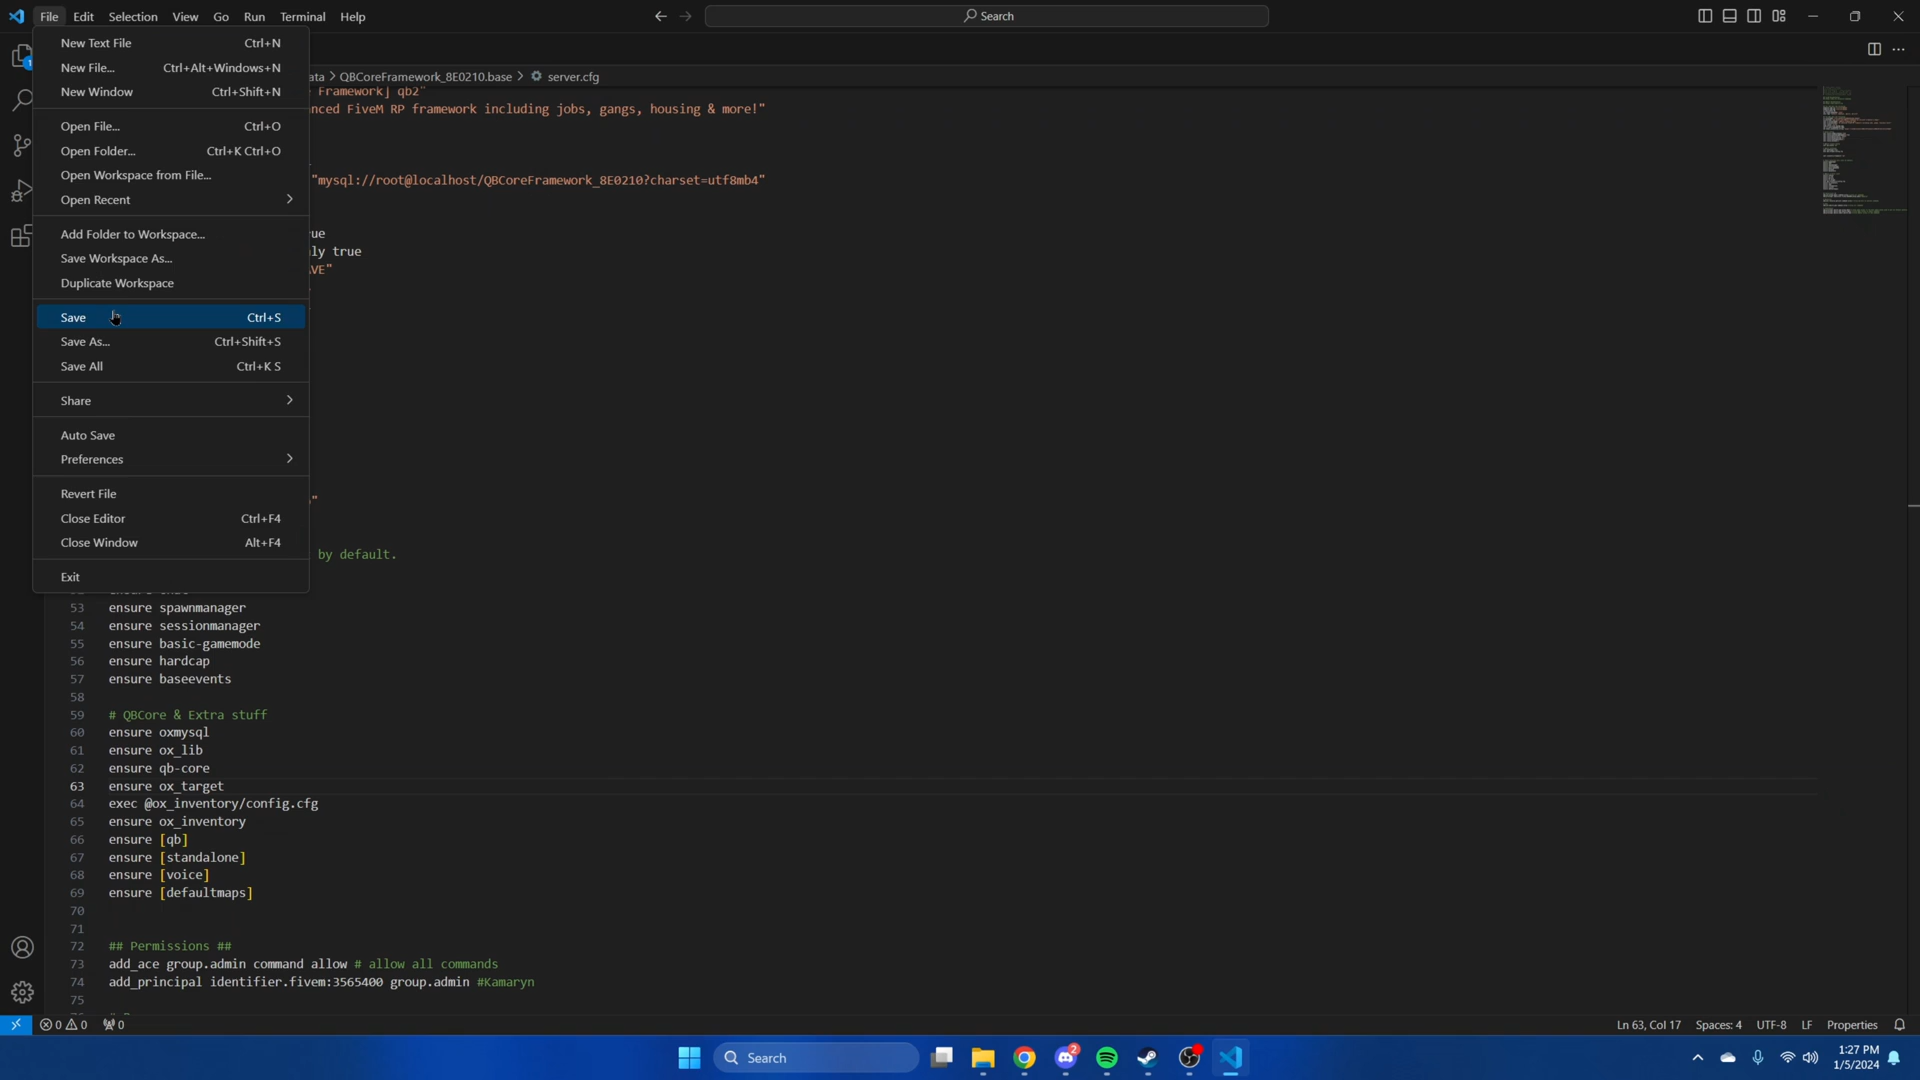 File Edit Selection View Go Run Terminal Help
Search
New Text File Ctrl+N
New File... Ctrl+Alt+Windows+N
New Window Ctrl+Shift+N
Open File... Ctrl+O
Open Folder... Ctrl+K Ctrl+O
Open Workspace from File...
Open Recent
Add Folder to Workspace...
Save Workspace As...
Duplicate Workspace
Save Ctrl+S
Save As... Ctrl+Shift+S
Save All Ctrl+K S
Share
Auto Save
Preferences
Revert File
Close Editor Ctrl+F4
Close Window Alt+F4
Exit
1
ata > QBCoreFramework_8E0210.base > server.cfg
Framework] qb2"
nced FiveM RP framework including jobs, gangs, housing & more!"
"mysql://root@localhost/QBCoreFramework_8E0210?charset=utf8mb4"
ue
ly true
AVE"
"
by default.
53 ensure spawnmanager
54 ensure sessionmanager
55 ensure basic-gamemode
56 ensure hardcap
57 ensure baseevents
58
59 # QBCore & Extra stuff
60 ensure oxmysql
61 ensure ox_lib
62 ensure qb-core
63 ensure ox_target
64 exec @ox_inventory/config.cfg
65 ensure ox_inventory
66 ensure [qb]
67 ensure [standalone]
68 ensure [voice]
69 ensure [defaultmaps]
70
71
72 ## Permissions ##
73 add_ace group.admin command allow # allow all commands
74 add_principal identifier.fivem:3565400 group.admin #Kamaryn
75
0 0 0
Ln 63, Col 17 Spaces: 4 UTF-8 LF Properties
Search
2
1:27 PM
1/5/2024